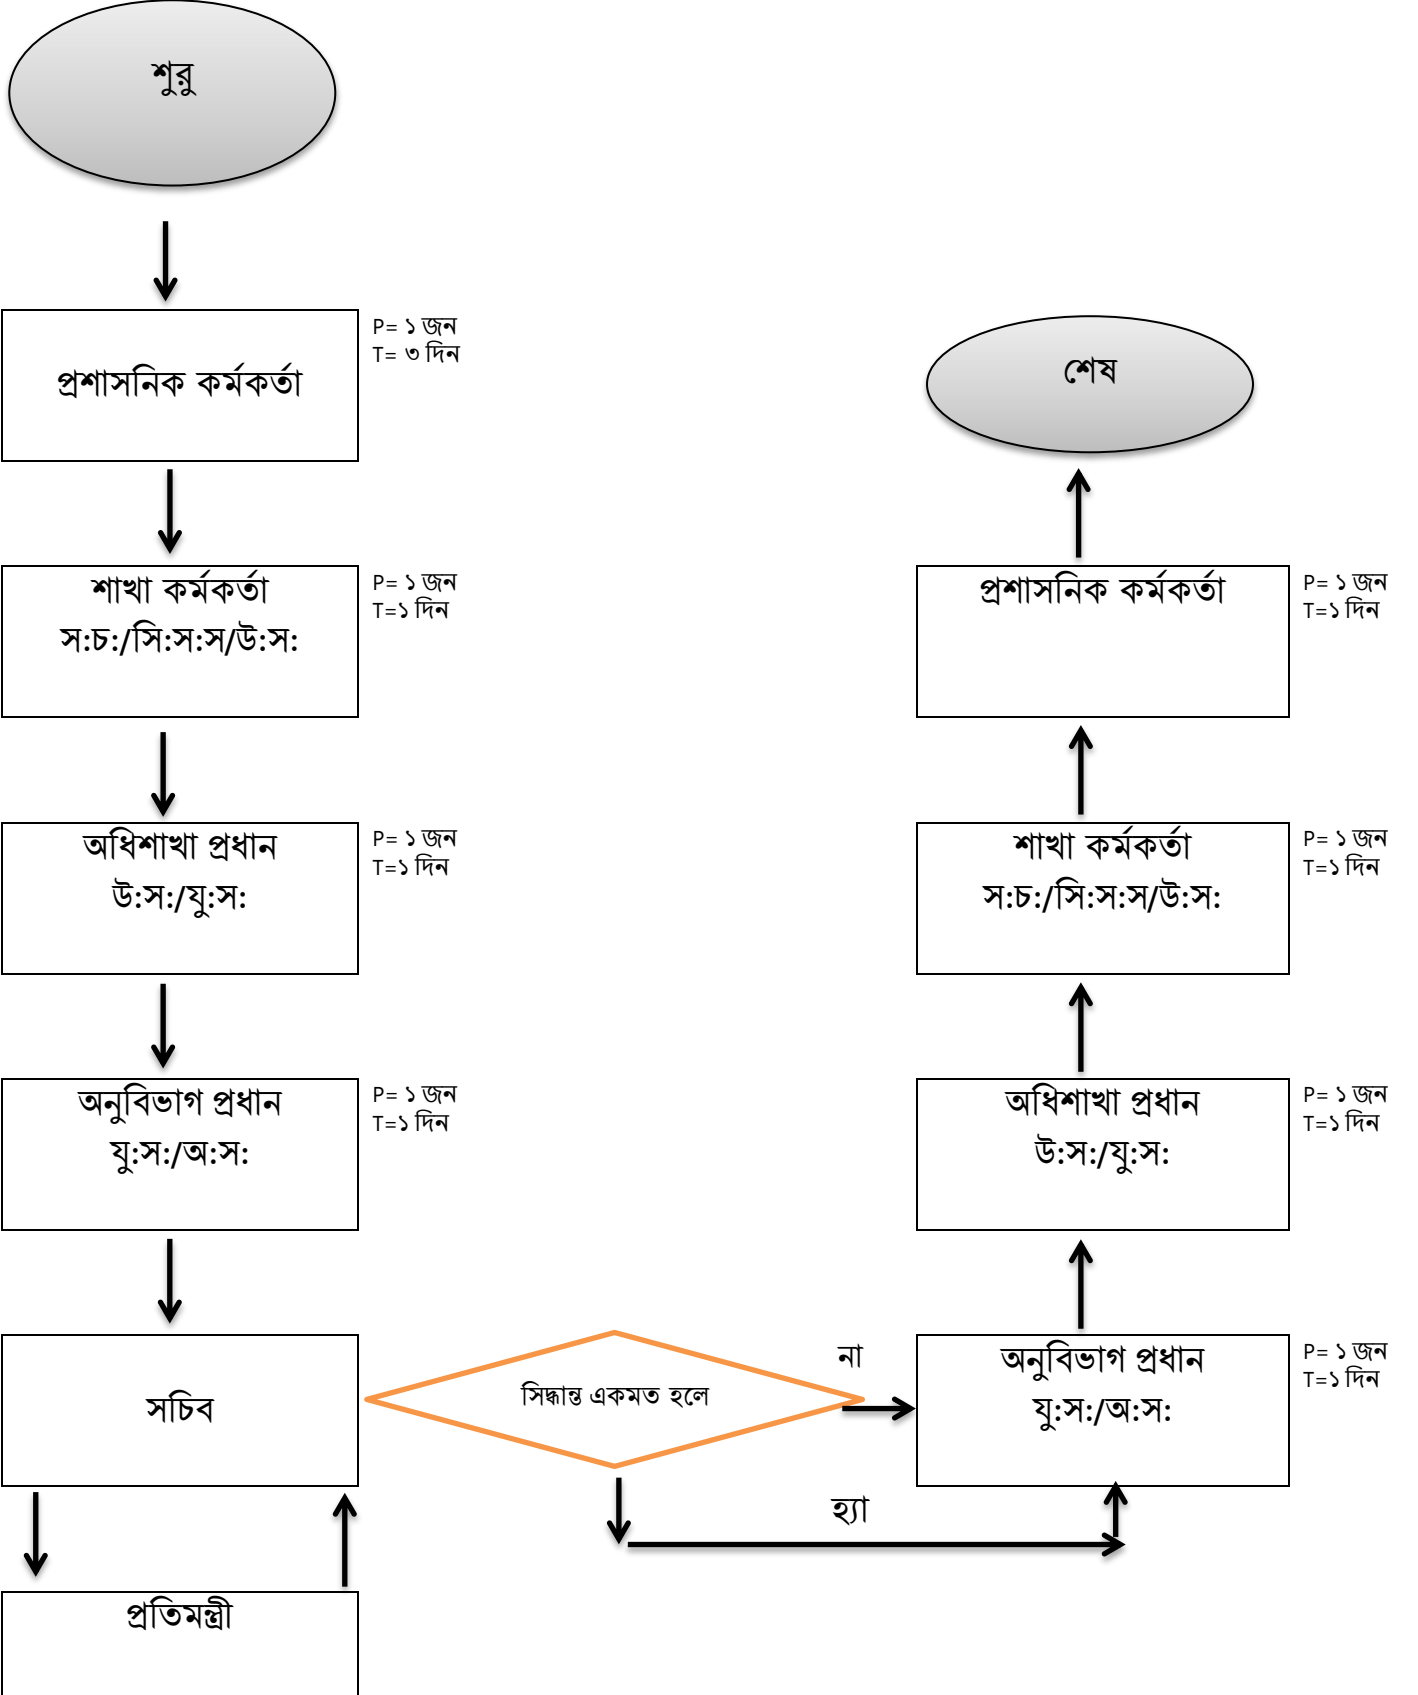 শুরু
প্রশাসনিক কর্মকর্তা
P= ১ জন
T= ৩ দিন
শাখা কর্মকর্তা
স:চ:/সি:স:স/উ:স:
P= ১ জন
T=১ দিন
অধিশাখা প্রধান
উ:স:/যু:স:
P= ১ জন
T=১ দিন
অনুবিভাগ প্রধান
যু:স:/অ:স:
P= ১ জন
T=১ দিন
সচিব
প্রতিমন্ত্রী
সিদ্ধান্ত একমত হলে
না
হ্যা
অনুবিভাগ প্রধান
যু:স:/অ:স:
P= ১ জন
T=১ দিন
অধিশাখা প্রধান
উ:স:/যু:স:
P= ১ জন
T=১ দিন
শাখা কর্মকর্তা
স:চ:/সি:স:স/উ:স:
P= ১ জন
T=১ দিন
প্রশাসনিক কর্মকর্তা
P= ১ জন
T=১ দিন
শেষ